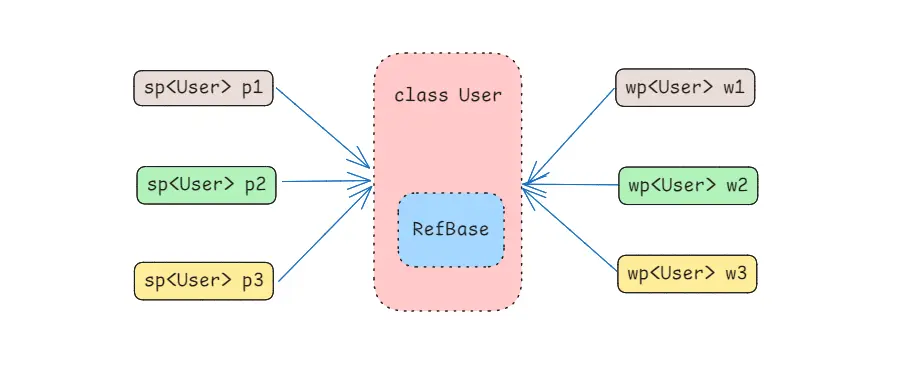 sp<User> p1
sp<User> p2
sp<User> p3
class User
RefBase
wp<User> w1
wp<User> w2
wp<User> w3